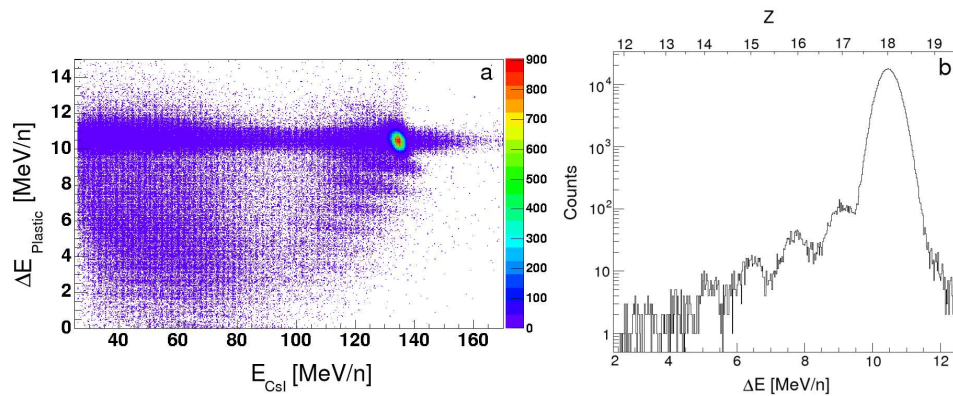 a
ΔE Plastic [MeV/n]
14
12
10
8
6
4
2
0
40 60 80 100 120 140 160
E CsI [MeV/n]
900
800
700
600
500
400
300
200
100
0
Z
12 13 14 15 16 17 18 19
b
Counts
10⁴
10³
10²
10
1
2 4 6 8 10 12
ΔE [MeV/n]